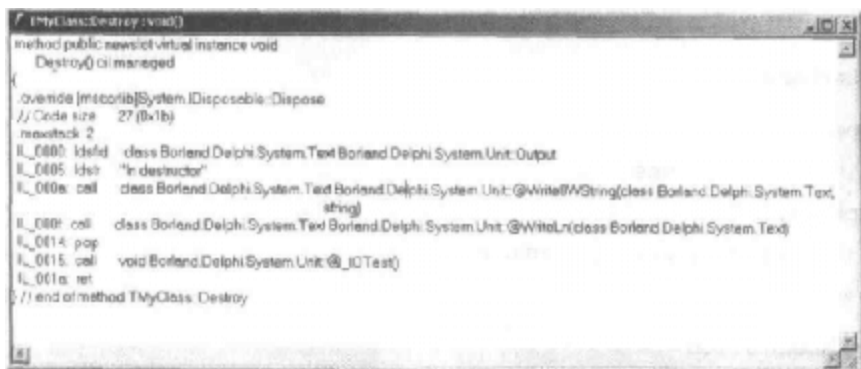 TMyClass::Destroy : void()
.method public newslot virtual instance void
Destroy() cil managed
{
.override [mscorlib]System.IDisposable::Dispose
// Code size 27 (0x1b)
.maxstack 2
IL_0000: ldsfld class Borland.Delphi.System.Text Borland.Delphi.System.Unit::Output
IL_0005: ldstr "In destructor"
IL_000a: call class Borland.Delphi.System.Text Borland.Delphi.System.Unit::@Write0WString(class Borland.Delphi.System.Text,
string)
IL_000f: call class Borland.Delphi.System.Text Borland.Delphi.System.Unit::@WriteLn(class Borland.Delphi.System.Text)
IL_0014: pop
IL_0015: call void Borland.Delphi.System.Unit::@_IOTest()
IL_001a: ret
} // end of method TMyClass::Destroy